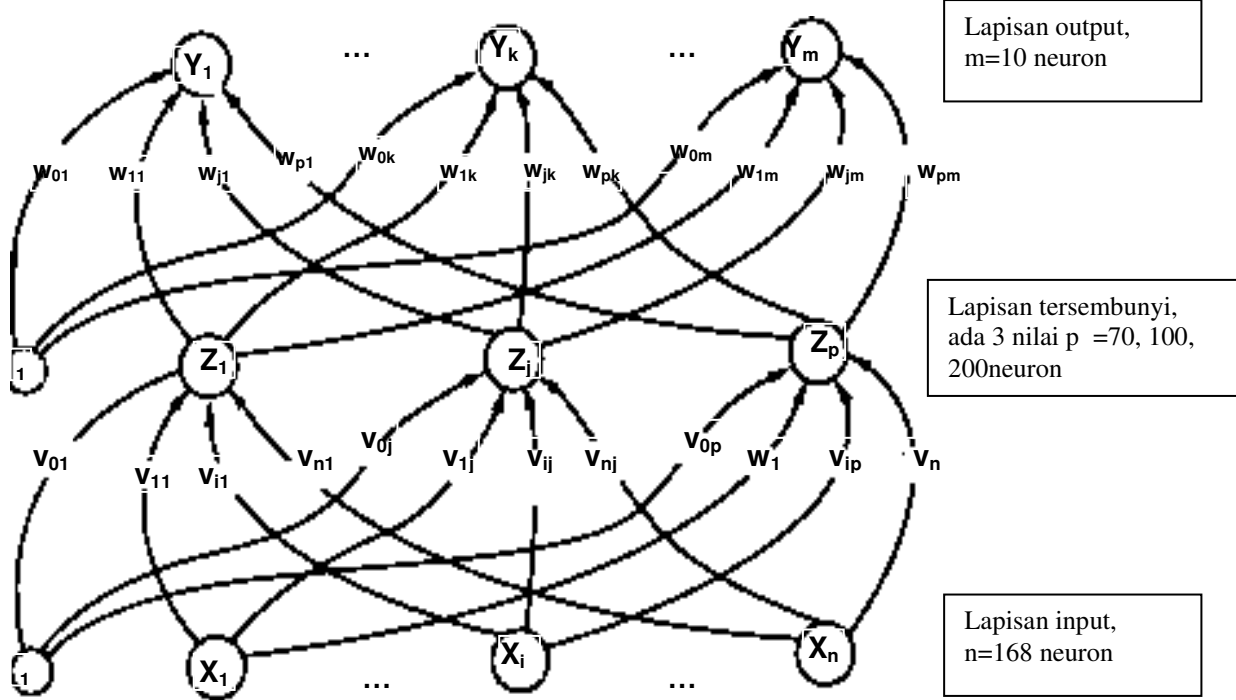 Y₁ ... Yₖ ... Yₘ
Lapisan output,
m=10 neuron
w₀₁ w₁₁ wⱼ₁ wₚ₁ w₀ₖ w₁ₖ wⱼₖ wₚₖ w₀ₘ w₁ₘ wⱼₘ wₚₘ
1 Z₁ Zⱼ Zₚ
Lapisan tersembunyi,
ada 3 nilai p =70, 100,
200neuron
v₀₁ v₁₁ vᵢ₁ vₙ₁ v₀ⱼ v₁ⱼ vᵢⱼ vₙⱼ v₀ₚ w₁ vᵢₚ vₙ
1 X₁ ... Xᵢ ... Xₙ
Lapisan input,
n=168 neuron